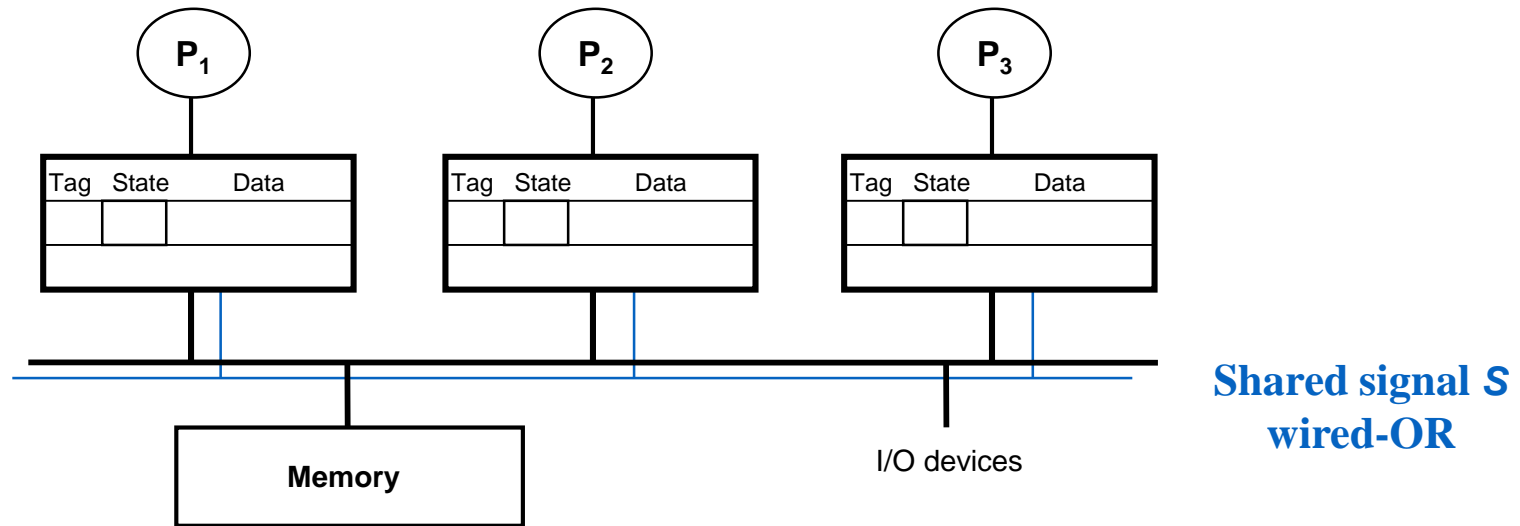 P1 P2 P3
Tag State Data Tag State Data Tag State Data
Shared signal S
wired-OR
I/O devices
Memory